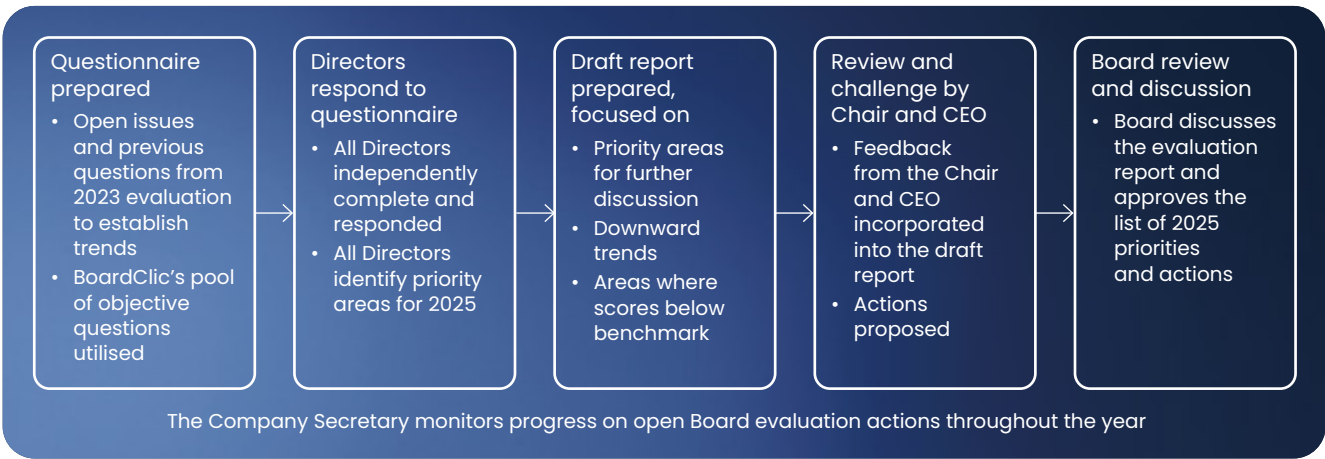 Questionnaire
prepared
• Open issues
and previous
questions from
2023 evaluation
to establish
trends
• BoardClic’s pool
of objective
questions
utilised
Directors
respond to
questionnaire
• All Directors
independently
complete and
responded
• All Directors
identify priority
areas for 2025
Draft report
prepared,
focused on
• Priority areas
for further
discussion
• Downward
trends
• Areas where
scores below
benchmark
Review and
challenge by
Chair and CEO
• Feedback
from the Chair
and CEO
incorporated
into the draft
report
• Actions
proposed
Board review
and discussion
• Board discusses
the evaluation
report and
approves the
list of 2025
priorities
and actions
The Company Secretary monitors progress on open Board evaluation actions throughout the year